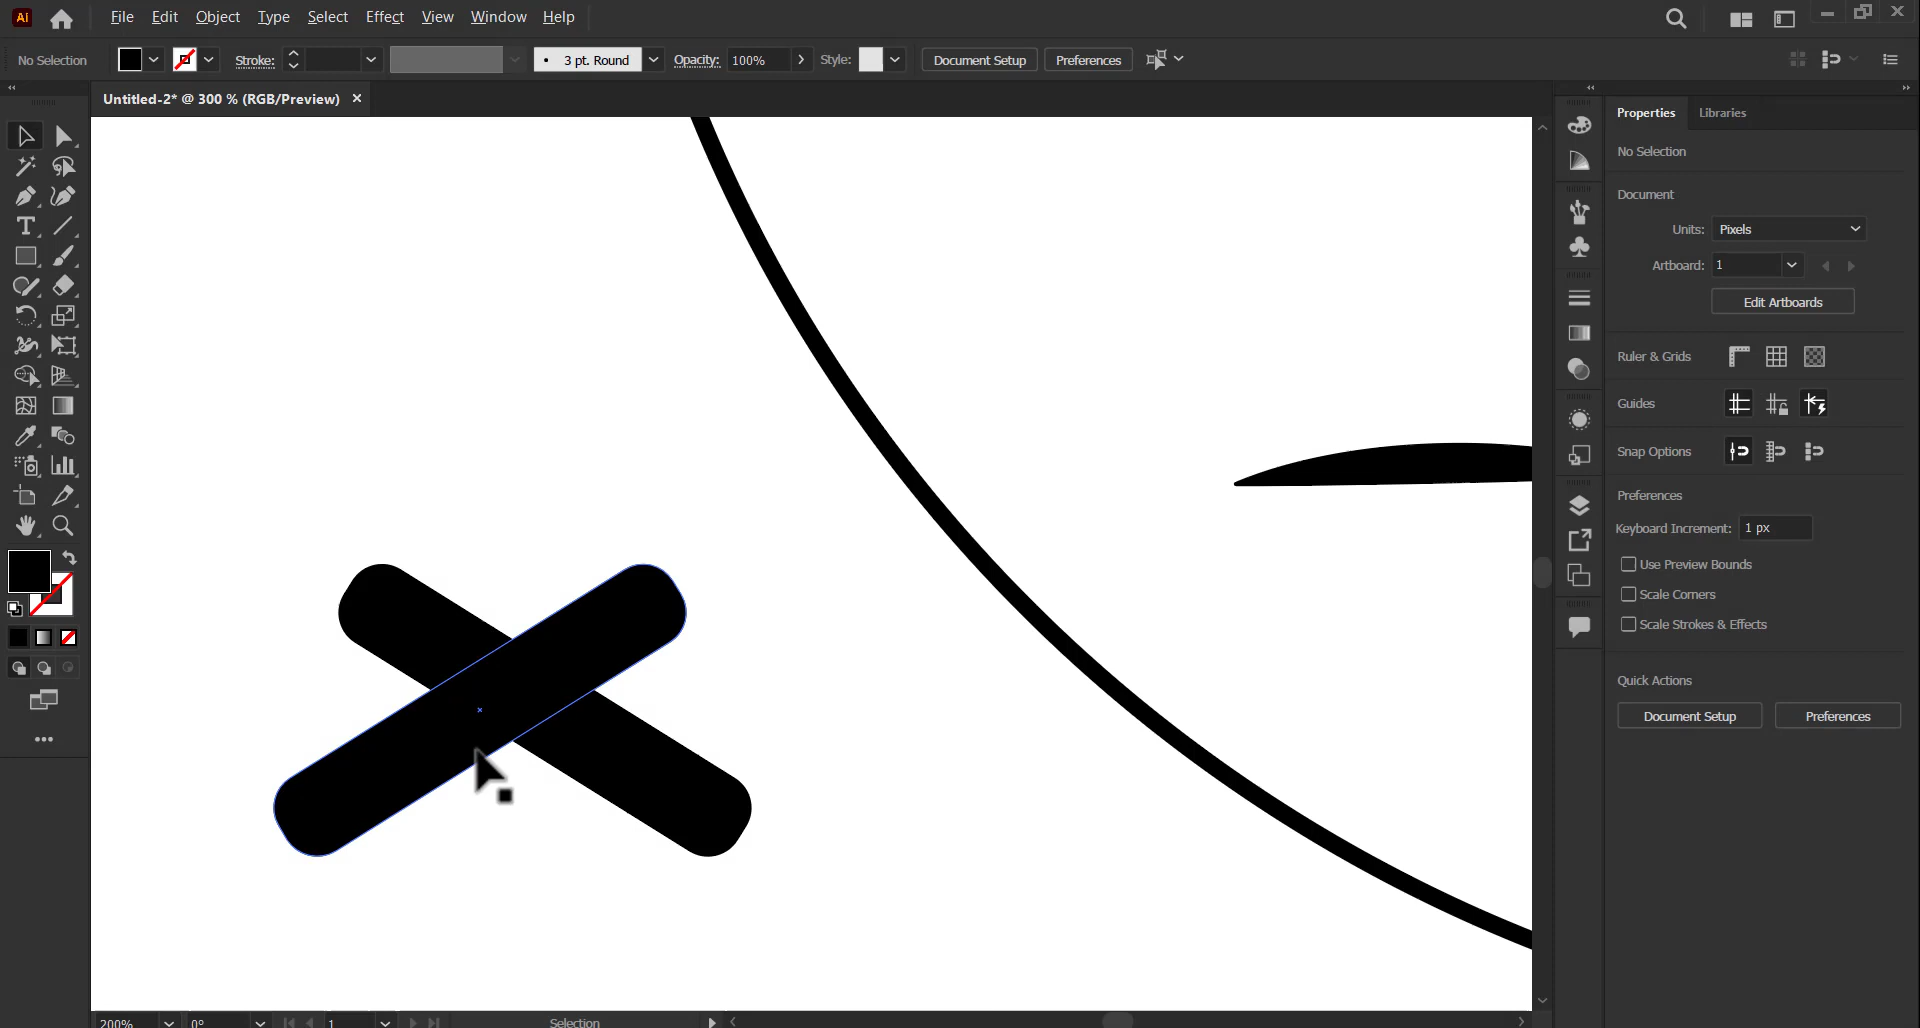 Ai File Edit Object Type Select Effect View Window Help
No Selection Stroke: 3 pt. Round Opacity: 100% Style: Document Setup Preferences
Untitled-2* @ 300 % (RGB/Preview)
Properties Libraries
No Selection
Document
Units: Pixels
Artboard: 1
Edit Artboards
Ruler & Grids
Guides
Snap Options
Preferences
Keyboard Increment: 1 px
Use Preview Bounds
Scale Corners
Scale Strokes & Effects
Quick Actions
Document Setup Preferences
200% 0° 1 Selection